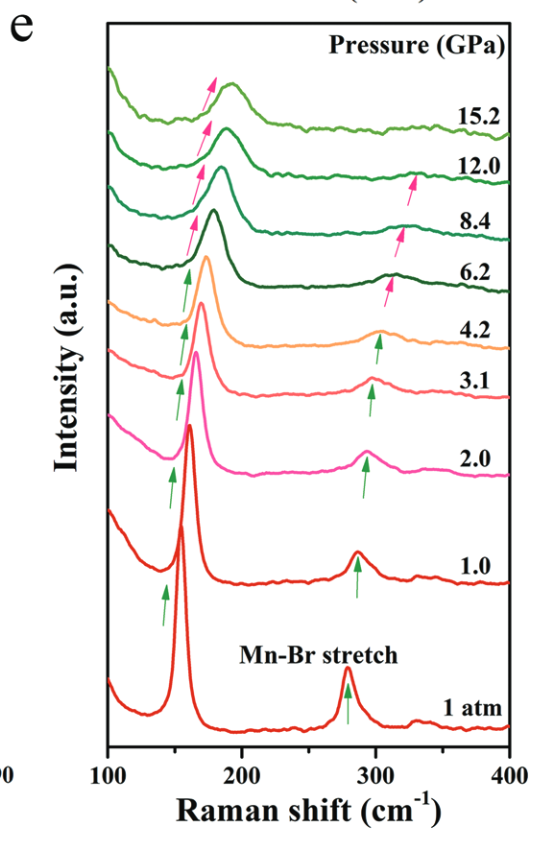 e
Pressure (GPa)
15.2
12.0
8.4
6.2
4.2
3.1
2.0
1.0
Mn-Br stretch
1 atm
Intensity (a.u.)
100 200 300 400
Raman shift (cm⁻¹)